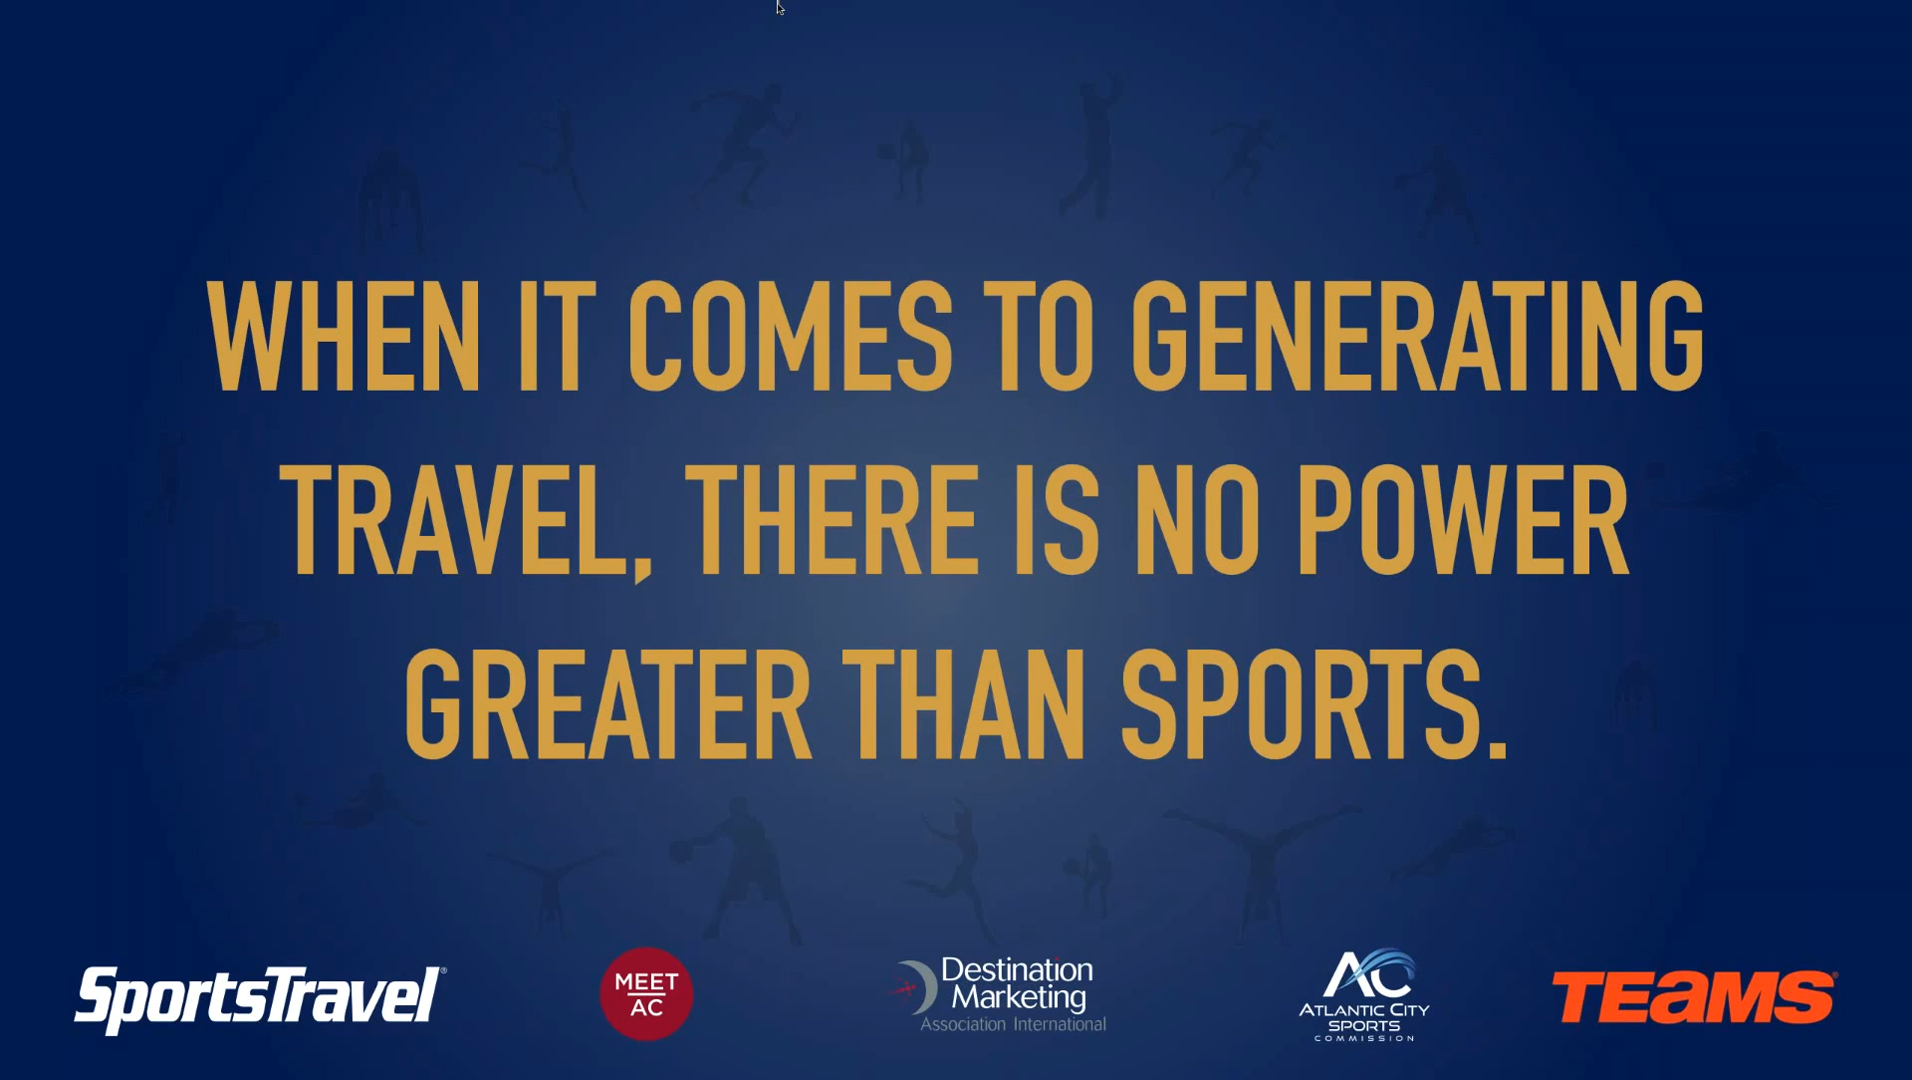 WHEN IT COMES TO GENERATING
TRAVEL, THERE IS NO POWER
GREATER THAN SPORTS.
SportsTravel®
MEET
AC
Destination
Marketing
Association International
AC
ATLANTIC CITY
SPORTS
COMMISSION
TEAMS®